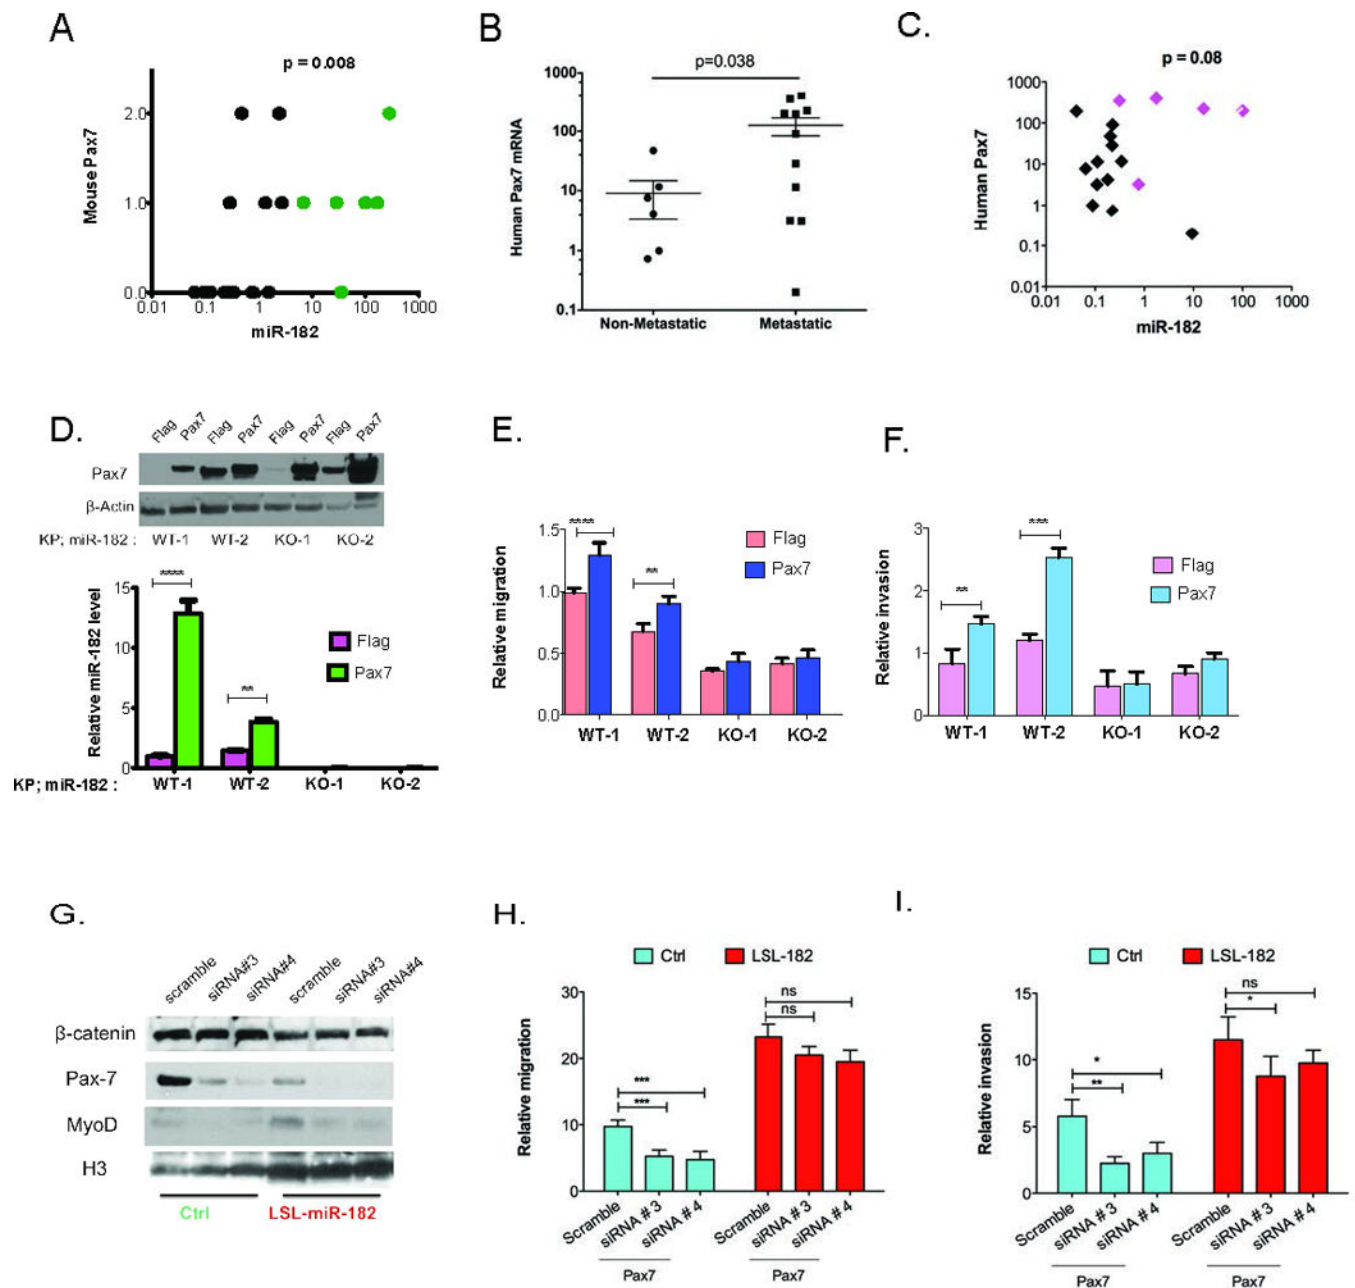 A
p = 0.008
Mouse Pax7
2.0
1.0
0.0
0.01 0.1 1 10 100 1000
miR-182
B
p=0.038
Human Pax7 mRNA
1000
100
10
1
0.1
Non-Metastatic Metastatic
C.
p = 0.08
Human Pax7
1000
100
10
1
0.1
0.01
0.01 0.1 1 10 100 1000
miR-182
D.
Flag Pax7 Flag Pax7 Flag Pax7 Flag Pax7
Pax7
β-Actin
KP; miR-182 : WT-1 WT-2 KO-1 KO-2
Relative miR-182 level
15
10
5
0
****
**
Flag
Pax7
KP; miR-182 : WT-1 WT-2 KO-1 KO-2
E.
Relative migration
1.5
1.0
0.5
0.0
****
**
Flag
Pax7
WT-1 WT-2 KO-1 KO-2
F.
Relative invasion
3
2
1
0
**
***
Flag
Pax7
WT-1 WT-2 KO-1 KO-2
G.
scramble siRNA#3 siRNA#4 scramble siRNA#3 siRNA#4
β-catenin
Pax-7
MyoD
H3
Ctrl LSL-miR-182
H.
Ctrl LSL-182
Relative migration
30
20
10
0
***
***
ns
ns
Scramble siRNA #3 siRNA #4 Scramble siRNA #3 siRNA #4
Pax7 Pax7
I.
Ctrl LSL-182
Relative invasion
15
10
5
0
*
**
ns
*
Scramble siRNA #3 siRNA #4 Scramble siRNA #3 siRNA #4
Pax7 Pax7